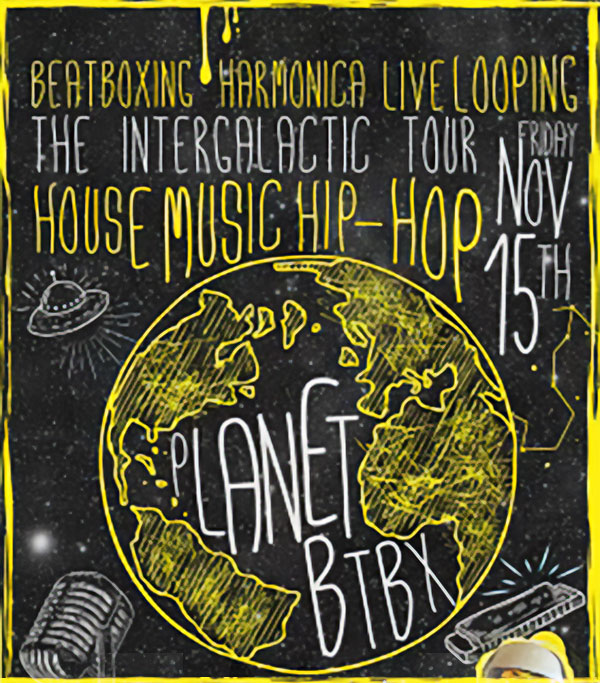 BEATBOXING HARMONICA LIVE LOOPING
THE INTERGALACTIC TOUR
HOUSE MUSIC HIP-HOP
FRIDAY
NOV
15TH
PLANET
BTBX